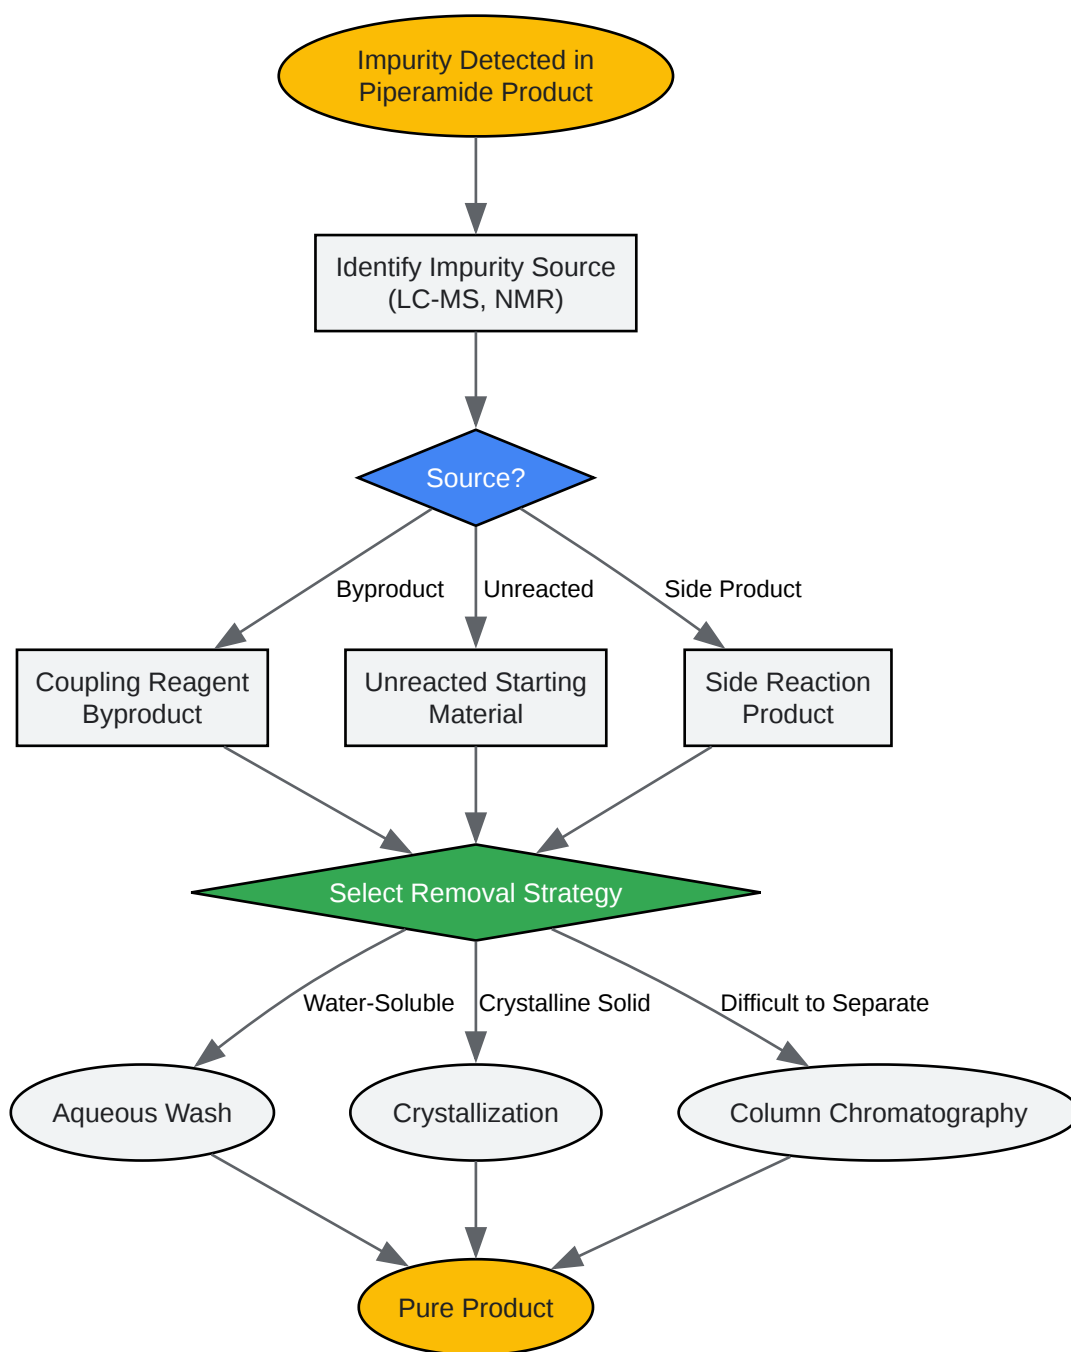 Impurity Detected in
Piperamide Product
Identify Impurity Source
(LC-MS, NMR)
Source?
Byproduct
Unreacted
Side Product
Coupling Reagent
Byproduct
Unreacted Starting
Material
Side Reaction
Product
Select Removal Strategy
Water-Soluble
Crystalline Solid
Difficult to Separate
Aqueous Wash
Crystallization
Column Chromatography
Pure Product